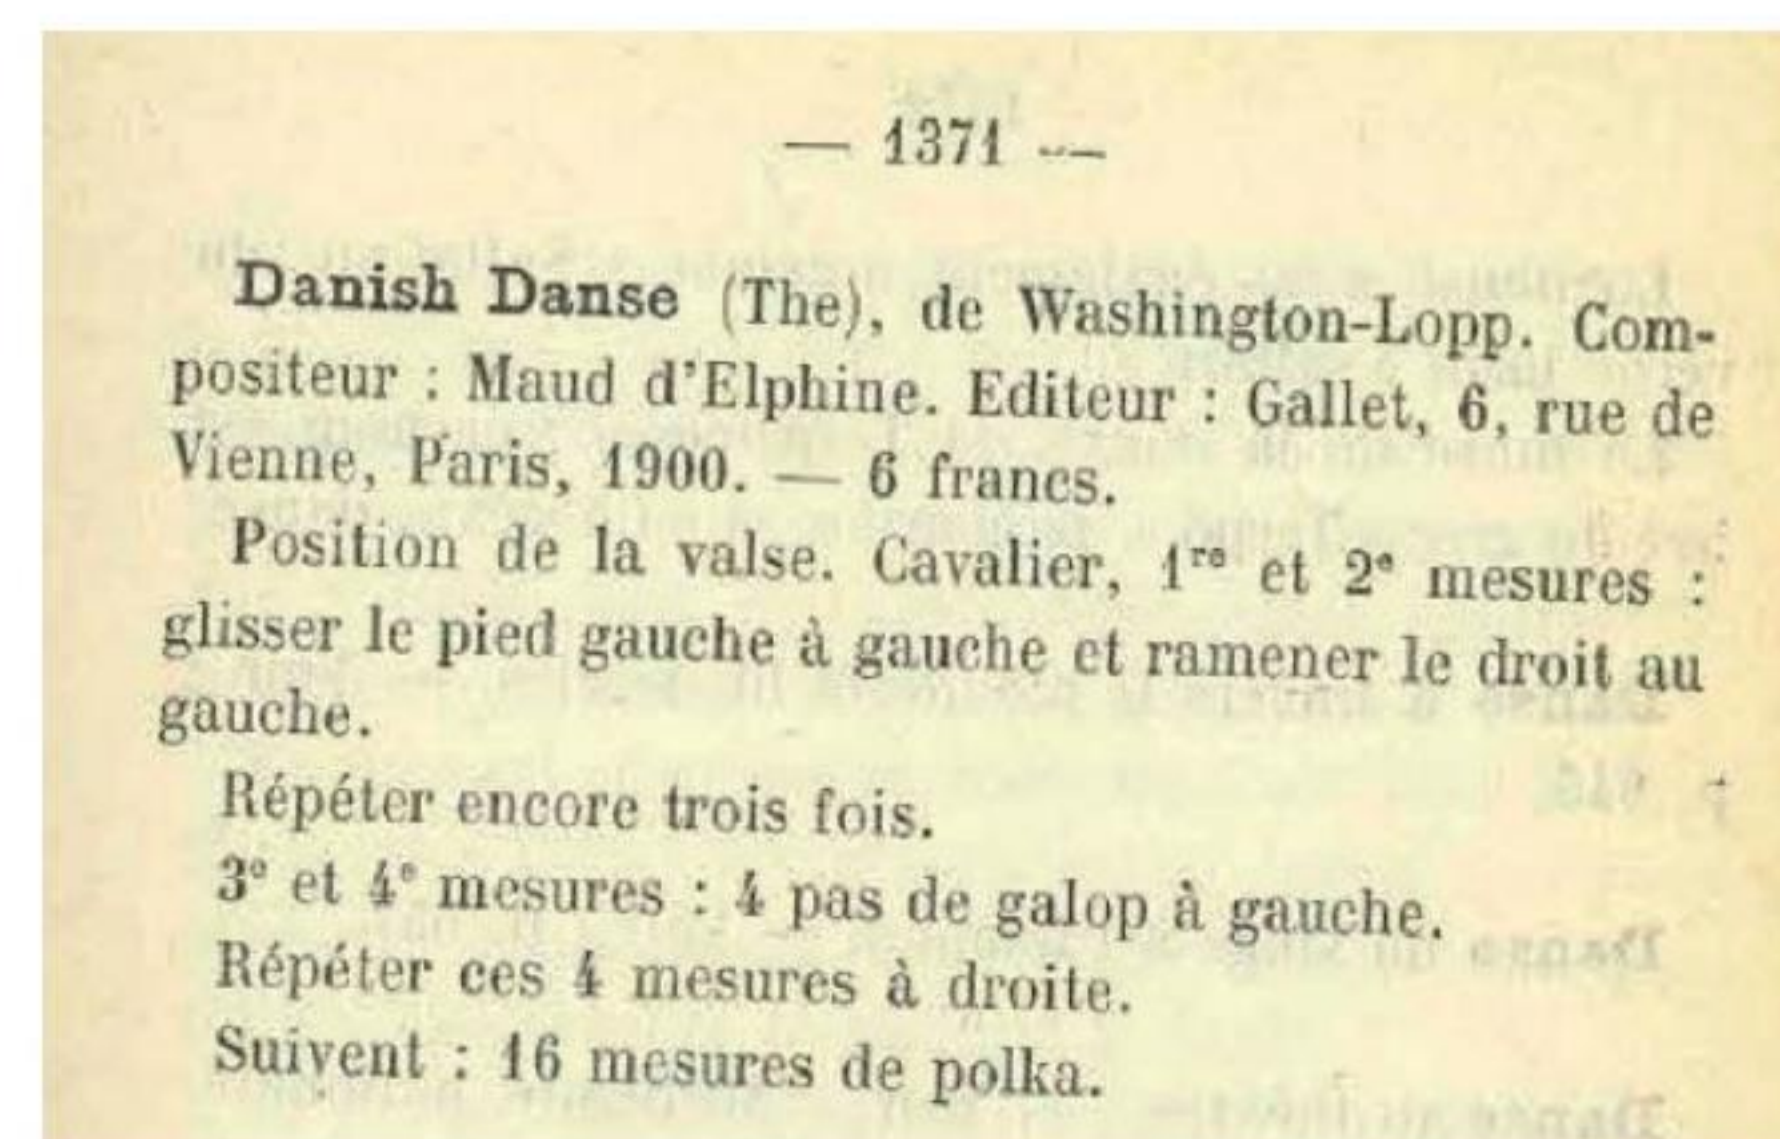 — 1371 —
Danish Danse (The), de Washington-Lopp. Com-
positeur : Maud d'Elphine. Editeur : Gallet, 6, rue de
Vienne, Paris, 1900. — 6 francs.
Position de la valse. Cavalier, 1re et 2e mesures :
glisser le pied gauche à gauche et ramener le droit au
gauche.
Répéter encore trois fois.
3e et 4e mesures : 4 pas de galop à gauche.
Répéter ces 4 mesures à droite.
Suivent : 16 mesures de polka.